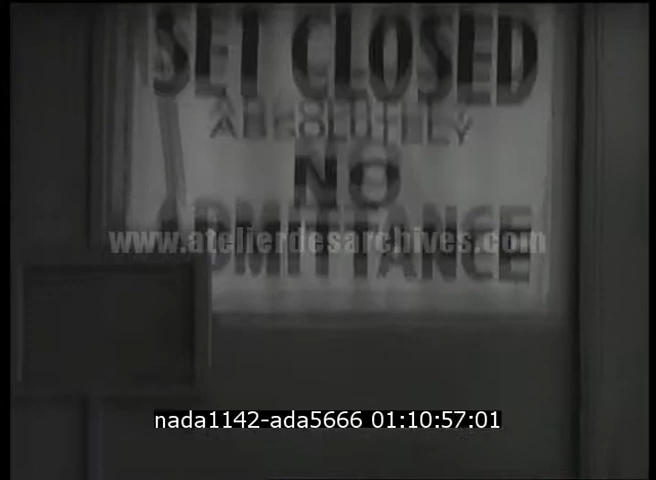 SET CLOSED
ABSOLUTELY
NO
ADMITTANCE
www.atelierdesarchives.com
nada1142-ada5666 01:10:57:01